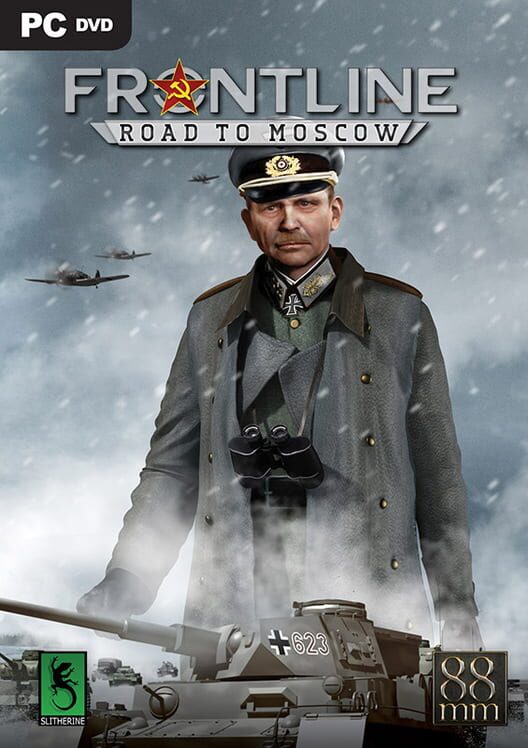 PC DVD
FRONTLINE
ROAD TO MOSCOW
623
SLITHERINE
88
mm